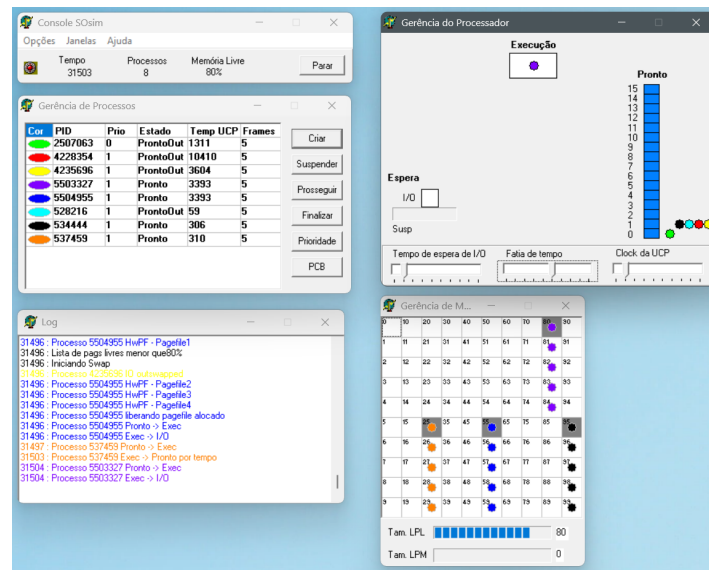 Console SOsim
Opções Janelas Ajuda
Tempo Processos Memória Livre
31503 8 80%
Parar
Gerência de Processos
Cor PID Prio Estado Temp UCP Frames
2507063 0 ProntoOut 1311 5
4228354 1 ProntoOut 10410 5
4235696 1 ProntoOut 3604 5
5503327 1 Pronto 3393 5
5504955 1 Pronto 3393 5
528216 1 ProntoOut 59 5
534444 1 Pronto 306 5
537459 1 Pronto 310 5
Criar
Suspender
Prosseguir
Finalizar
Prioridade
PCB
Log
31496 : Processo 5504955 HwPF - Pagefile1
31496 : Lista de pags livres menor que80%
31496 : Iniciando Swap
31496 : Processo 5504955 HwPF - Pagefile2
31496 : Processo 5504955 HwPF - Pagefile3
31496 : Processo 5504955 HwPF - Pagefile4
31496 : Processo 5504955 liberando pagefile alocado
31496 : Processo 5504955 Pronto -> Exec
31496 : Processo 5504955 Exec -> I/O
31497 : Processo 537459 Pronto -> Exec
31503 : Processo 537459 Exec -> Pronto por tempo
31504 : Processo 5503327 Pronto -> Exec
31504 : Processo 5503327 Exec -> I/O
Gerência do Processador
Execução
Pronto
15
14
13
12
11
10
9
8
7
6
5
4
3
2
1
0
Espera
I/O
Susp
Tempo de espera de I/O Fatia de tempo Clock da UCP
Gerência de M...
0 10 20 30 40 50 60 70 80 90
1 11 21 31 41 51 61 71 81 91
2 12 22 32 42 52 62 72 82 92
3 13 23 33 43 53 63 73 83 93
4 14 24 34 44 54 64 74 84 94
5 15 25 35 45 55 65 75 85 95
6 16 26 36 46 56 66 76 86 96
7 17 27 37 47 57 67 77 87 97
8 18 28 38 48 58 68 78 88 98
9 19 29 39 49 59 69 79 89 99
Tam. LPL 80
Tam. LPM 0